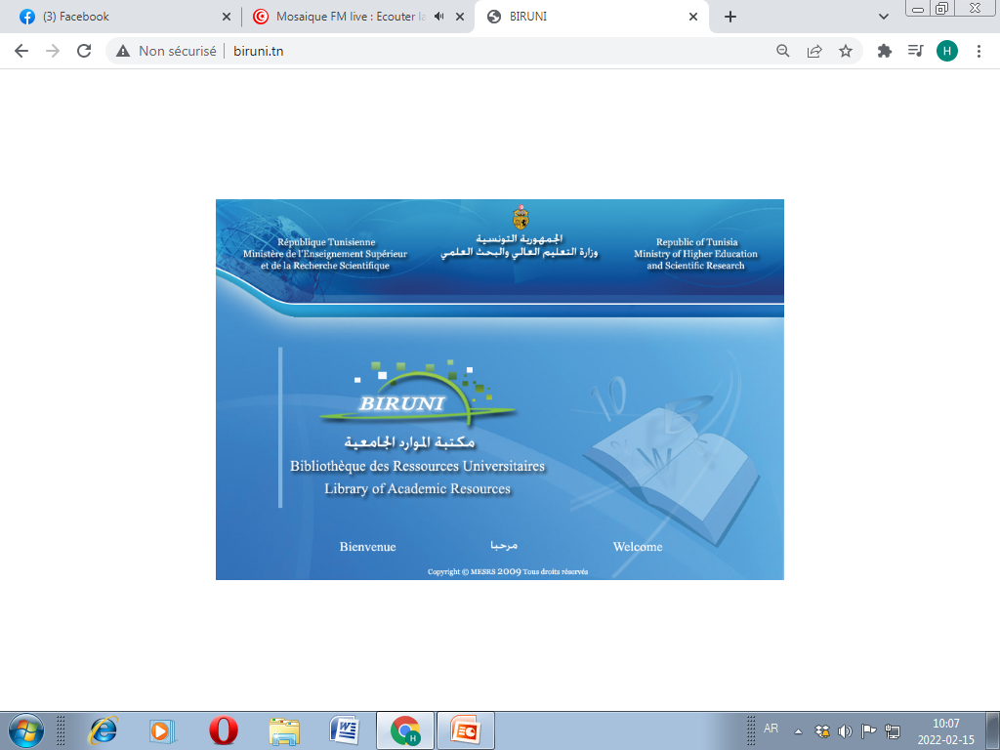 (3) Facebook
Mosaique FM live : Ecouter la
BIRUNI
Non sécurisé
biruni.tn
H
République Tunisienne
Ministère de l'Enseignement Supérieur
et de la Recherche Scientifique
الجمهورية التونسية
وزارة التعليم العالي والبحث العلمي
Republic of Tunisia
Ministry of Higher Education
and Scientific Research
BIRUNI
مكتبة الموارد الجامعية
Bibliothèque des Ressources Universitaires
Library of Academic Resources
Bienvenue
مرحبا
Welcome
Copyright © MESRS 2009 Tous droits réservés
AR
10:07
2022-02-15